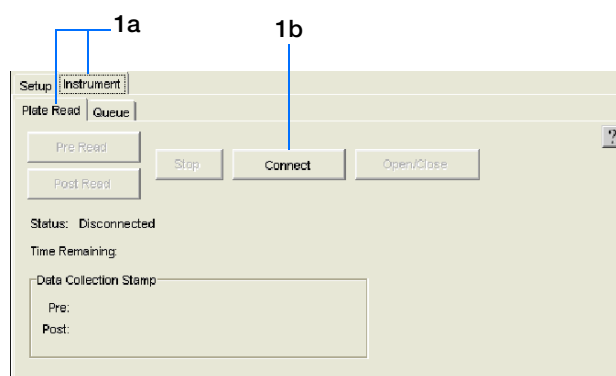 1a
1b
Setup Instrument
Plate Read Queue
?
Pre Read
Stop Connect Open/Close
Post Read
Status: Disconnected
Time Remaining:
Data Collection Stamp
Pre:
Post: